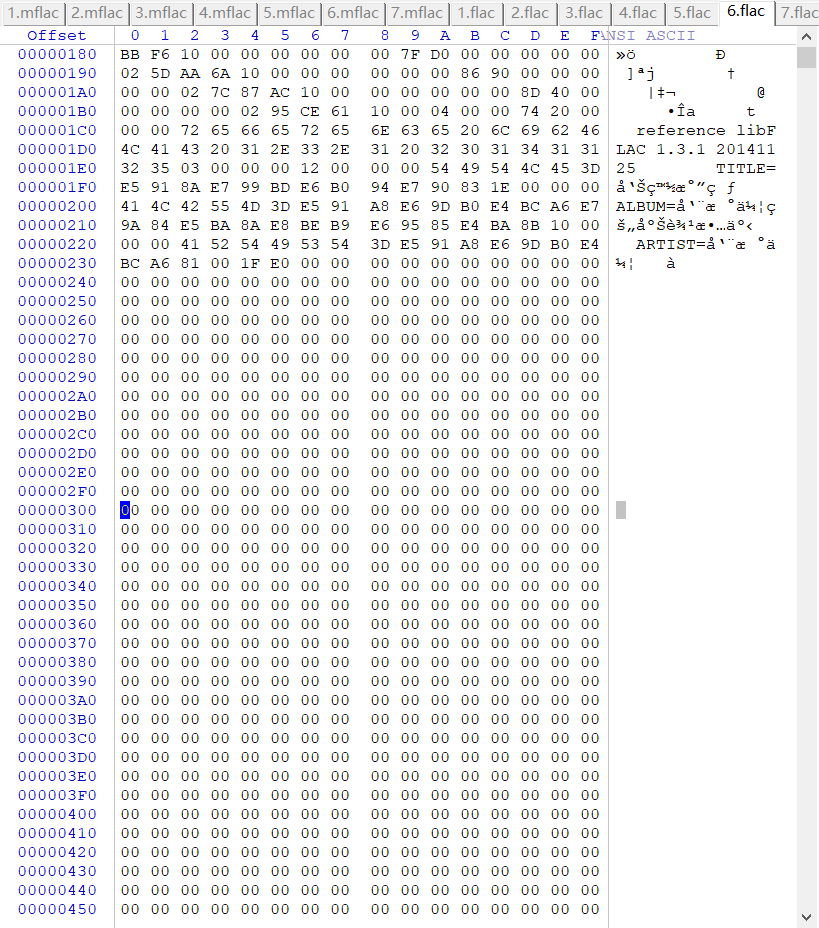 1.mflac 2.mflac 3.mflac 4.mflac 5.mflac 6.mflac 7.mflac 1.flac 2.flac 3.flac 4.flac 5.flac 6.flac 7.flac
Offset 0 1 2 3 4 5 6 7 8 9 A B C D E F ANSI ASCII
00000180 BB F6 10 00 00 00 00 00 00 7F D0 00 00 00 00 00 »ö Ð
00000190 02 5D AA 6A 10 00 00 00 00 00 00 86 90 00 00 00 ]ªj †
000001A0 00 00 02 7C 87 AC 10 00 00 00 00 00 00 8D 40 00 |‡¬ @
000001B0 00 00 00 00 02 95 CE 61 10 00 04 00 00 74 20 00 •Îa t
000001C0 00 00 72 65 66 65 72 65 6E 63 65 20 6C 69 62 46 reference libF
000001D0 4C 41 43 20 31 2E 33 2E 31 20 32 30 31 34 31 31 LAC 1.3.1 201411
000001E0 32 35 03 00 00 00 12 00 00 00 54 49 54 4C 45 3D 25 TITLE=
000001F0 E5 91 8A E7 99 BD E6 B0 94 E7 90 83 1E 00 00 00 å‘Šç™½æ°”ç ƒ
00000200 41 4C 42 55 4D 3D E5 91 A8 E6 9D B0 E4 BC A6 E7 ALBUM=å‘¨æ °ä¼¦ç
00000210 9A 84 E5 BA 8A E8 BE B9 E6 95 85 E4 BA 8B 10 00 š„åºŠè¾¹æ•…äº‹
00000220 00 00 41 52 54 49 53 54 3D E5 91 A8 E6 9D B0 E4 ARTIST=å‘¨æ °ä
00000230 BC A6 81 00 1F E0 00 00 00 00 00 00 00 00 00 00 ¼¦ à
00000240 00 00 00 00 00 00 00 00 00 00 00 00 00 00 00 00
00000250 00 00 00 00 00 00 00 00 00 00 00 00 00 00 00 00
00000260 00 00 00 00 00 00 00 00 00 00 00 00 00 00 00 00
00000270 00 00 00 00 00 00 00 00 00 00 00 00 00 00 00 00
00000280 00 00 00 00 00 00 00 00 00 00 00 00 00 00 00 00
00000290 00 00 00 00 00 00 00 00 00 00 00 00 00 00 00 00
000002A0 00 00 00 00 00 00 00 00 00 00 00 00 00 00 00 00
000002B0 00 00 00 00 00 00 00 00 00 00 00 00 00 00 00 00
000002C0 00 00 00 00 00 00 00 00 00 00 00 00 00 00 00 00
000002D0 00 00 00 00 00 00 00 00 00 00 00 00 00 00 00 00
000002E0 00 00 00 00 00 00 00 00 00 00 00 00 00 00 00 00
000002F0 00 00 00 00 00 00 00 00 00 00 00 00 00 00 00 00
00000300 00 00 00 00 00 00 00 00 00 00 00 00 00 00 00 00
00000310 00 00 00 00 00 00 00 00 00 00 00 00 00 00 00 00
00000320 00 00 00 00 00 00 00 00 00 00 00 00 00 00 00 00
00000330 00 00 00 00 00 00 00 00 00 00 00 00 00 00 00 00
00000340 00 00 00 00 00 00 00 00 00 00 00 00 00 00 00 00
00000350 00 00 00 00 00 00 00 00 00 00 00 00 00 00 00 00
00000360 00 00 00 00 00 00 00 00 00 00 00 00 00 00 00 00
00000370 00 00 00 00 00 00 00 00 00 00 00 00 00 00 00 00
00000380 00 00 00 00 00 00 00 00 00 00 00 00 00 00 00 00
00000390 00 00 00 00 00 00 00 00 00 00 00 00 00 00 00 00
000003A0 00 00 00 00 00 00 00 00 00 00 00 00 00 00 00 00
000003B0 00 00 00 00 00 00 00 00 00 00 00 00 00 00 00 00
000003C0 00 00 00 00 00 00 00 00 00 00 00 00 00 00 00 00
000003D0 00 00 00 00 00 00 00 00 00 00 00 00 00 00 00 00
000003E0 00 00 00 00 00 00 00 00 00 00 00 00 00 00 00 00
000003F0 00 00 00 00 00 00 00 00 00 00 00 00 00 00 00 00
00000400 00 00 00 00 00 00 00 00 00 00 00 00 00 00 00 00
00000410 00 00 00 00 00 00 00 00 00 00 00 00 00 00 00 00
00000420 00 00 00 00 00 00 00 00 00 00 00 00 00 00 00 00
00000430 00 00 00 00 00 00 00 00 00 00 00 00 00 00 00 00
00000440 00 00 00 00 00 00 00 00 00 00 00 00 00 00 00 00
00000450 00 00 00 00 00 00 00 00 00 00 00 00 00 00 00 00